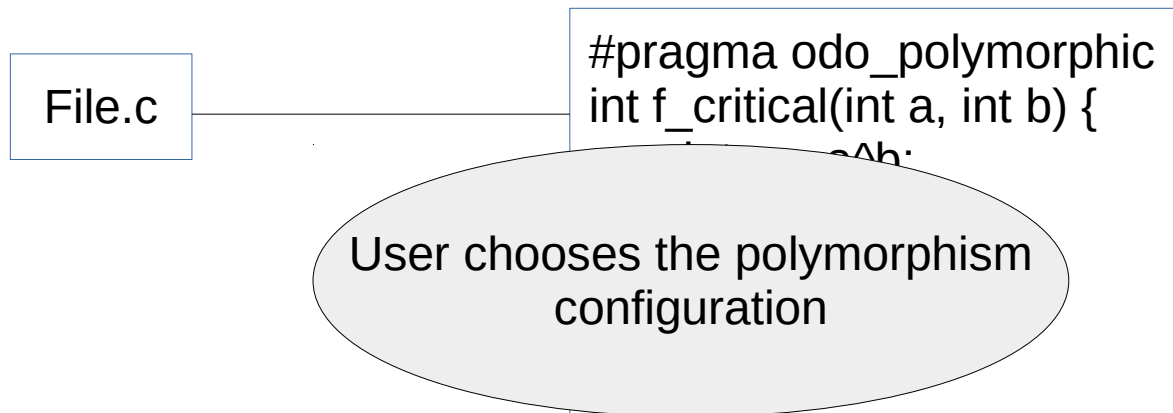 File.c
#pragma odo_polymorphic
int f_critical(int a, int b) {
^b;
User chooses the polymorphism
configuration